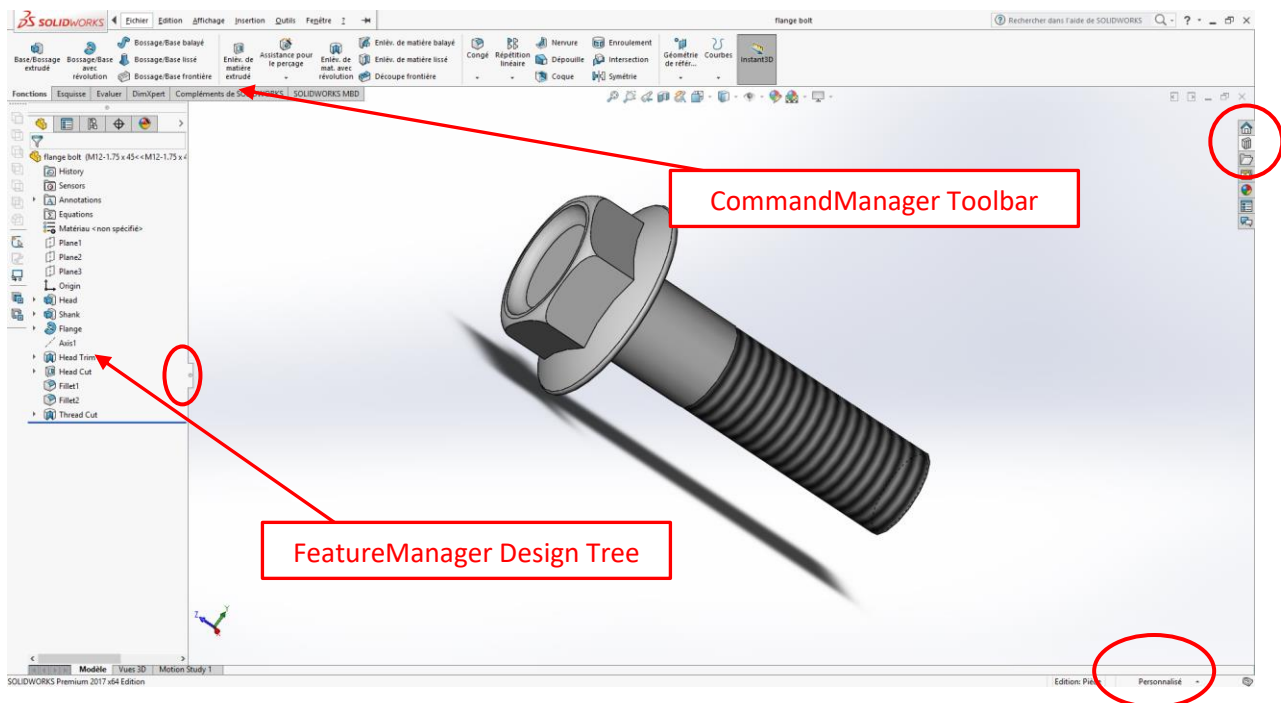 SOLIDWORKS Fichier Edition Affichage Insertion Outils Fenêtre ? flange bolt Rechercher dans l'aide de SOLIDWORKS ?
Base/Bossage extrudé
Bossage/Base avec révolution
Bossage/Base balayé
Bossage/Base lissé
Bossage/Base frontière
Enlèv. de matière extrudé
Assistance pour le perçage
Enlèv. de mat. avec révolution
Enlèv. de matière balayé
Enlèv. de matière lissé
Découpe frontière
Congé
Répétition linéaire
Nervure
Dépouille
Coque
Enroulement
Intersection
Symétrie
Géométrie de référ...
Courbes
Instant3D
Fonctions Esquisse Evaluer DimXpert Compléments de SOLIDWORKS SOLIDWORKS MBD
flange bolt (M12-1.75 x 45<<M12-1.75 x 4
History
Sensors
Annotations
Equations
Matériau <non spécifié>
Plane1
Plane2
Plane3
Origin
Head
Shank
Flange
Axis1
Head Trim
Head Cut
Fillet1
Fillet2
Thread Cut
CommandManager Toolbar
FeatureManager Design Tree
Z Y
Modèle Vues 3D Motion Study 1
SOLIDWORKS Premium 2017 x64 Edition Edition: Pièce Personnalisé